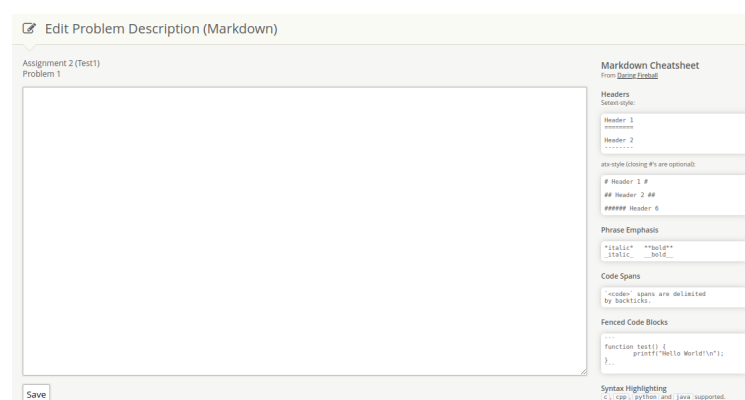 Edit Problem Description (Markdown)
Assignment 2 (Test1)
Problem 1
Save
Markdown Cheatsheet
From Daring Fireball
Headers
Setext-style:
Header 1
========
Header 2
--------
atx-style (closing #'s are optional):
# Header 1 #
## Header 2 ##
###### Header 6
Phrase Emphasis
*italic*   **bold**
_italic_   __bold__
Code Spans
`<code>` spans are delimited
by backticks.
Fenced Code Blocks
```
function test() {
        printf("Hello World!\n");
}
```
Syntax Highlighting
c, cpp, python and java supported.